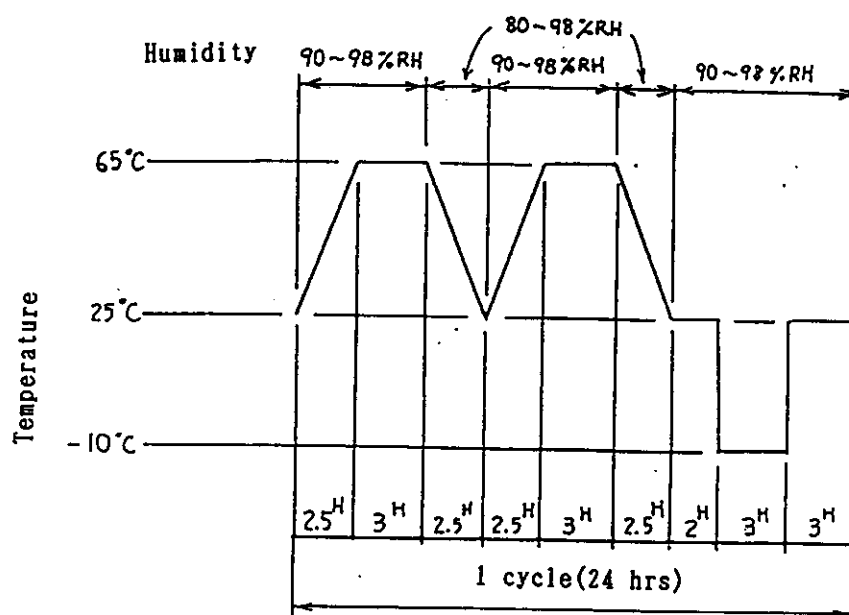 80~98%RH
Humidity
90~98%RH
90~98%RH
90~98%RH
65°C
25°C
-10°C
Temperature
2.5H 3H 2.5H 2.5H 3H 2.5H 2H 3H 3H
1 cycle(24 hrs)